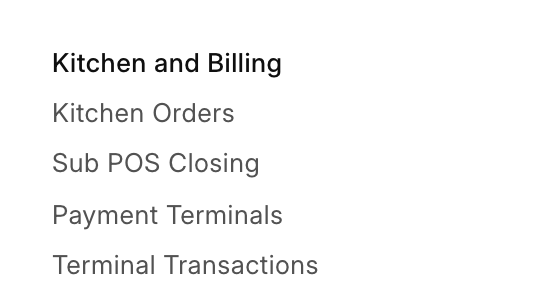 Kitchen and Billing
Kitchen Orders
Sub POS Closing
Payment Terminals
Terminal Transactions